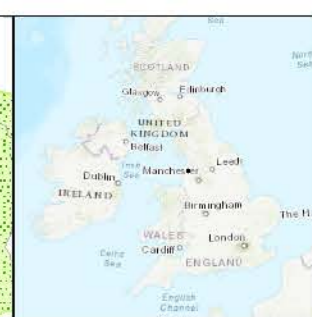 Sea
North
Sea
SCOTLAND
Glasgow
Edinburgh
UNITED
KINGDOM
Belfast
Irish
Sea
Leeds
Dublin
Manchester
IRELAND
Birmingham
The H
WALES
London
Cardiff
ENGLAND
Celtic
Sea
English
Channel